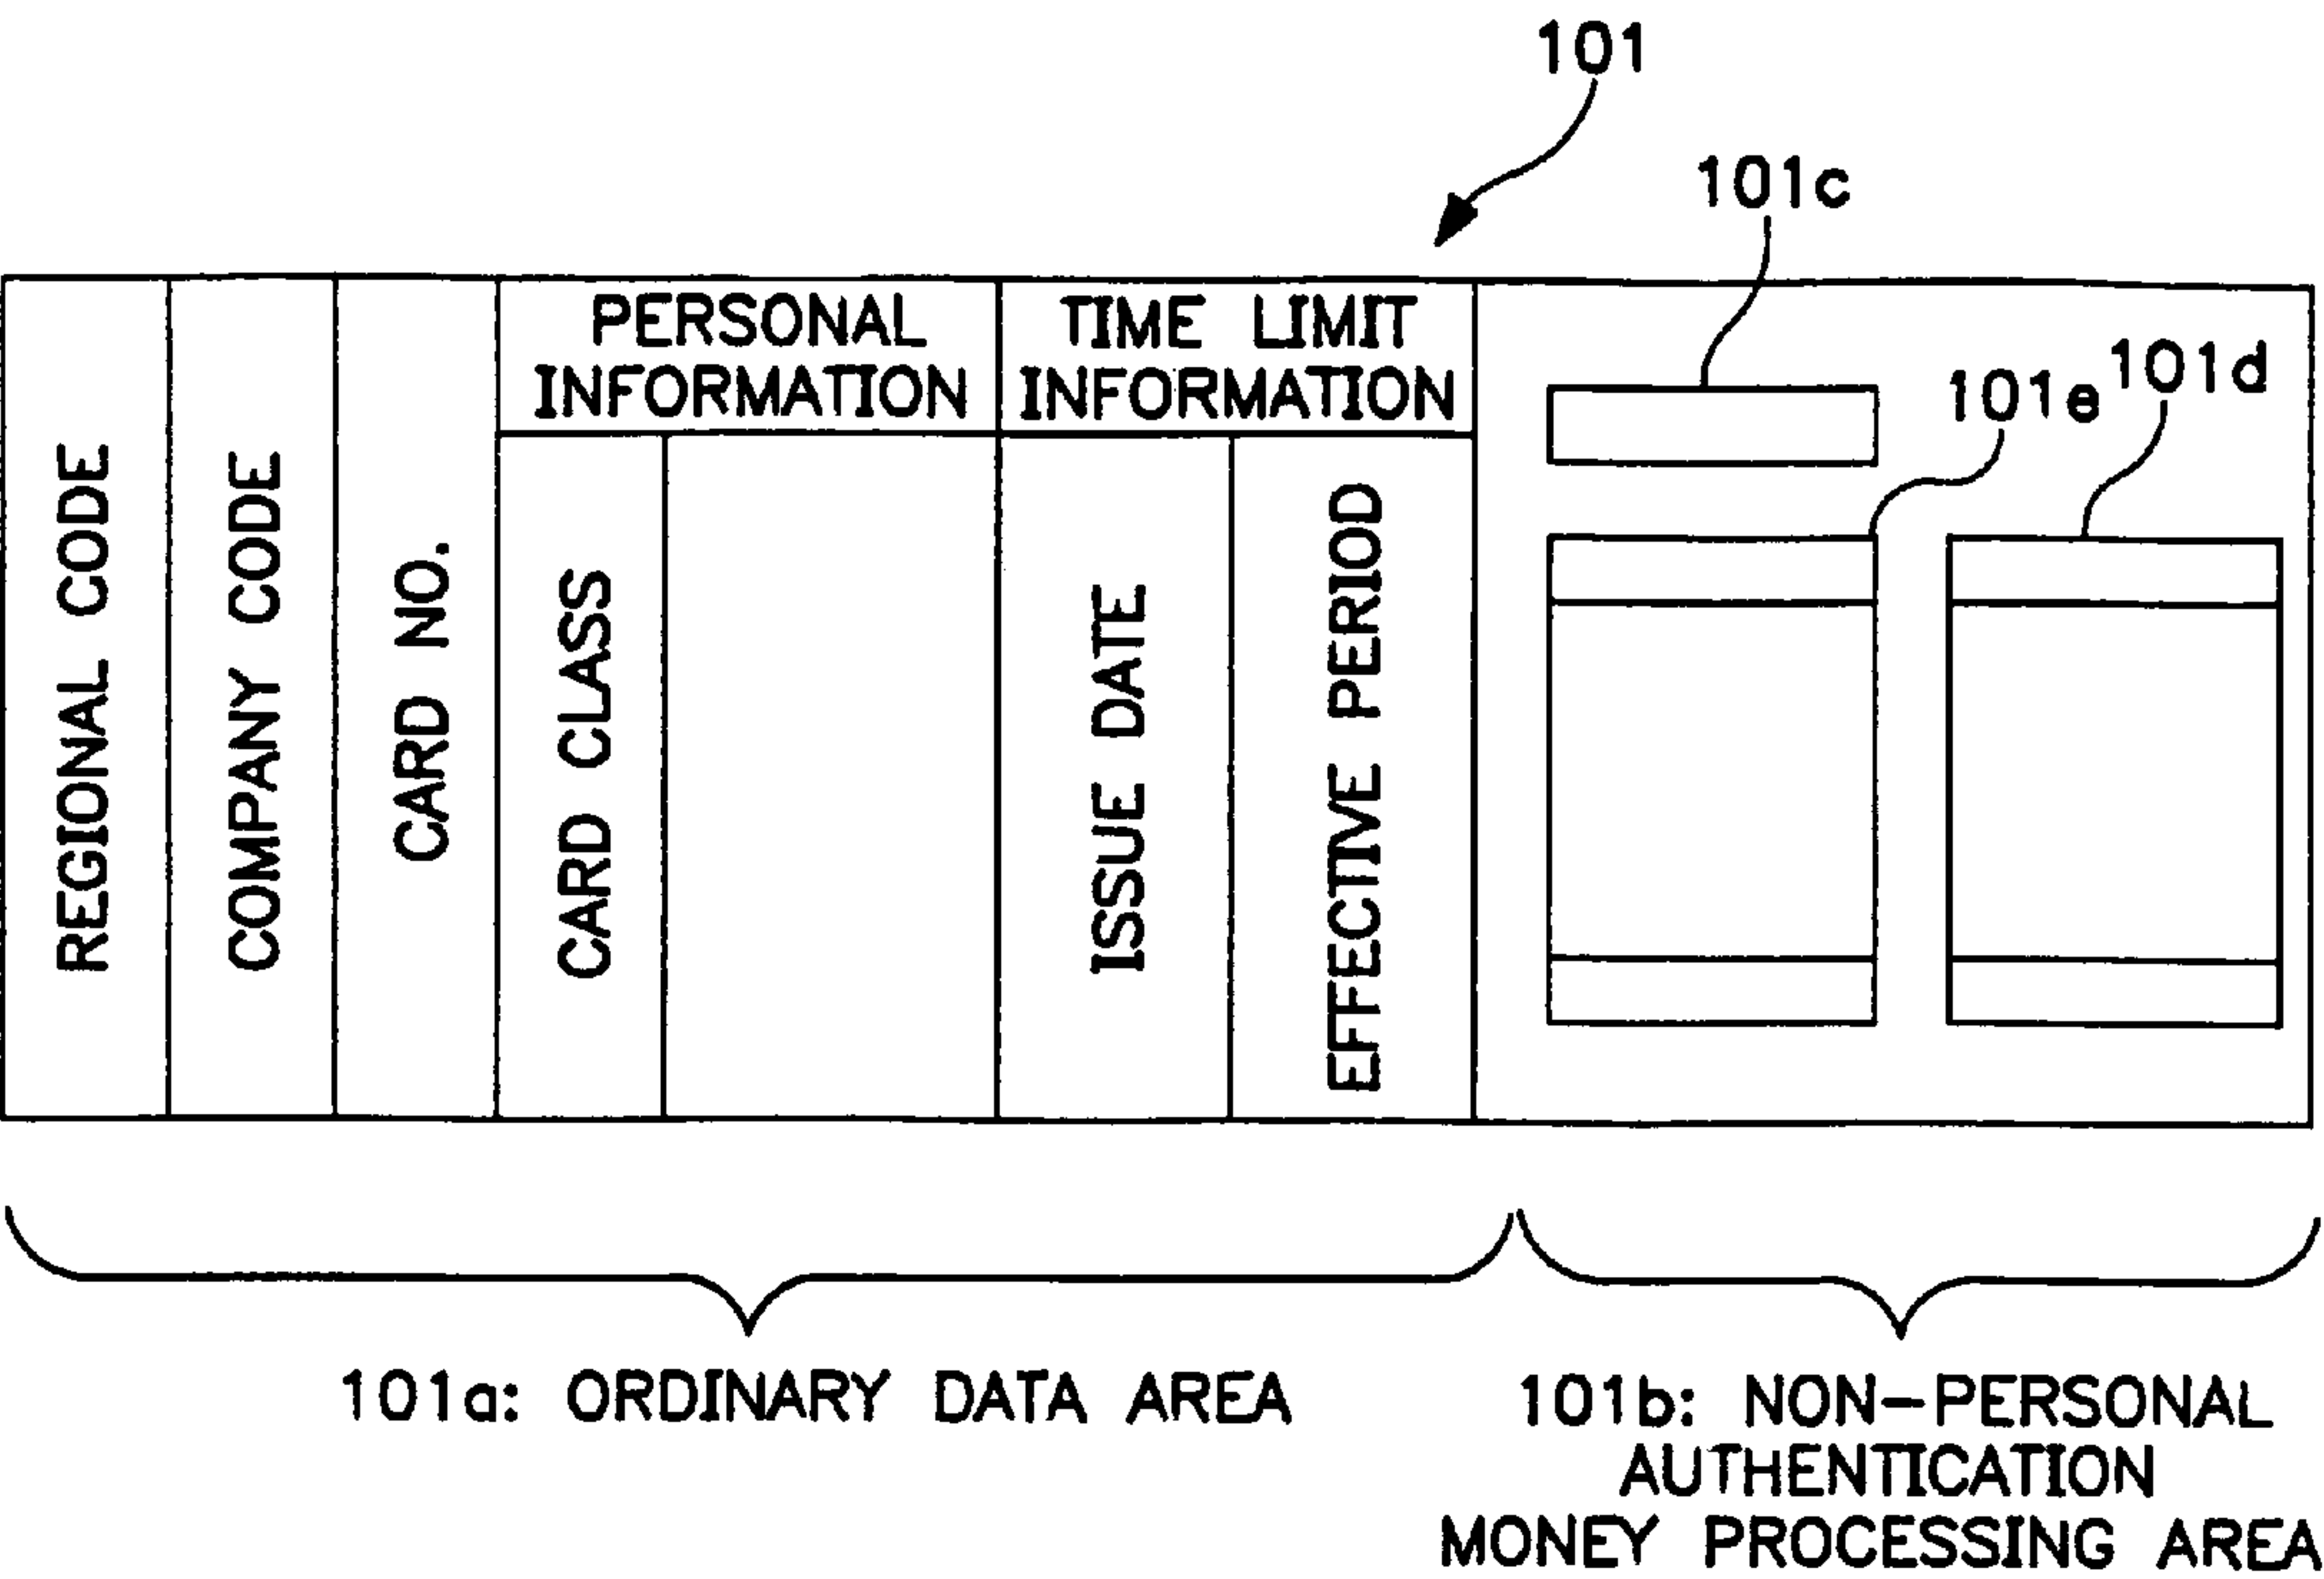 101
101c
101e
101d
PERSONAL
INFORMATION
TIME LIMIT
INFORMATION
REGIONAL CODE
COMPANY CODE
CARD NO.
CARD CLASS
ISSUE DATE
EFFECTIVE PERIOD
101a: ORDINARY DATA AREA
101b: NON-PERSONAL
AUTHENTICATION
MONEY PROCESSING AREA